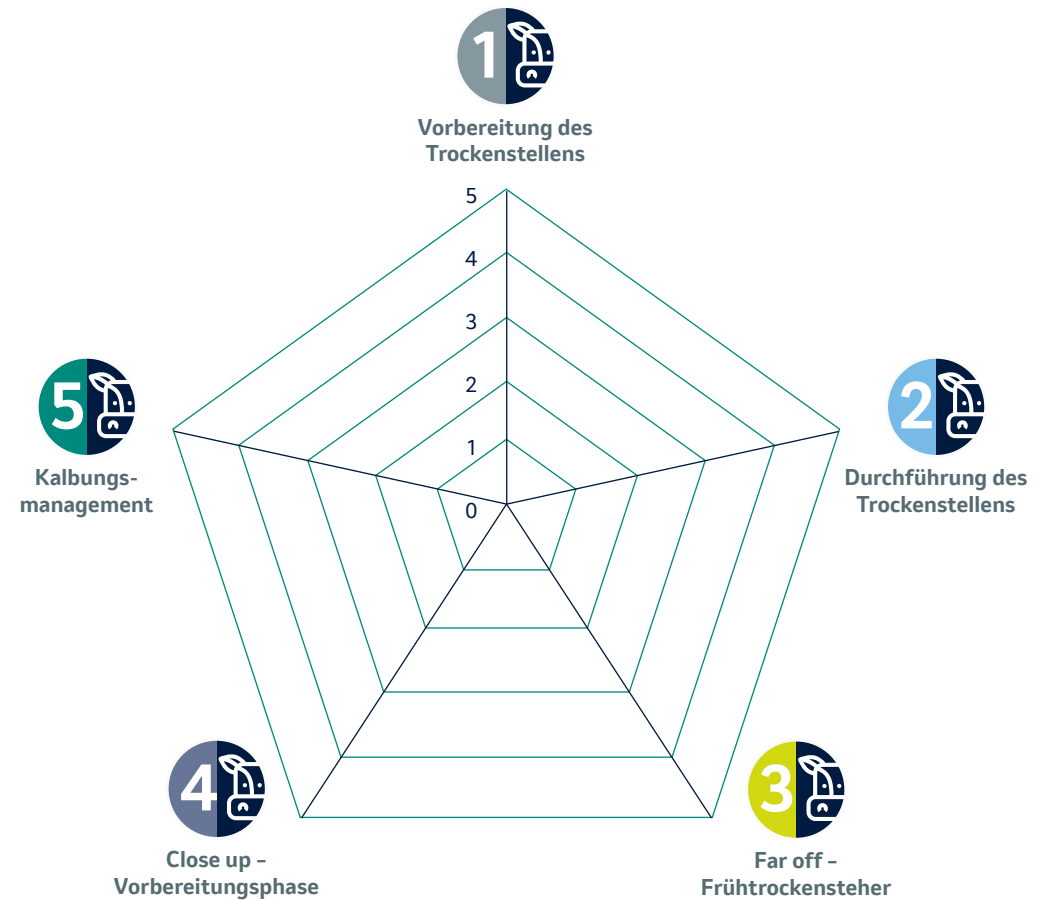 1
Vorbereitung des
Trockenstellens
5
4
3
2
1
0
5
Kalbungs-
management
2
Durchführung des
Trockenstellens
4
Close up –
Vorbereitungsphase
3
Far off –
Frühtrockensteher